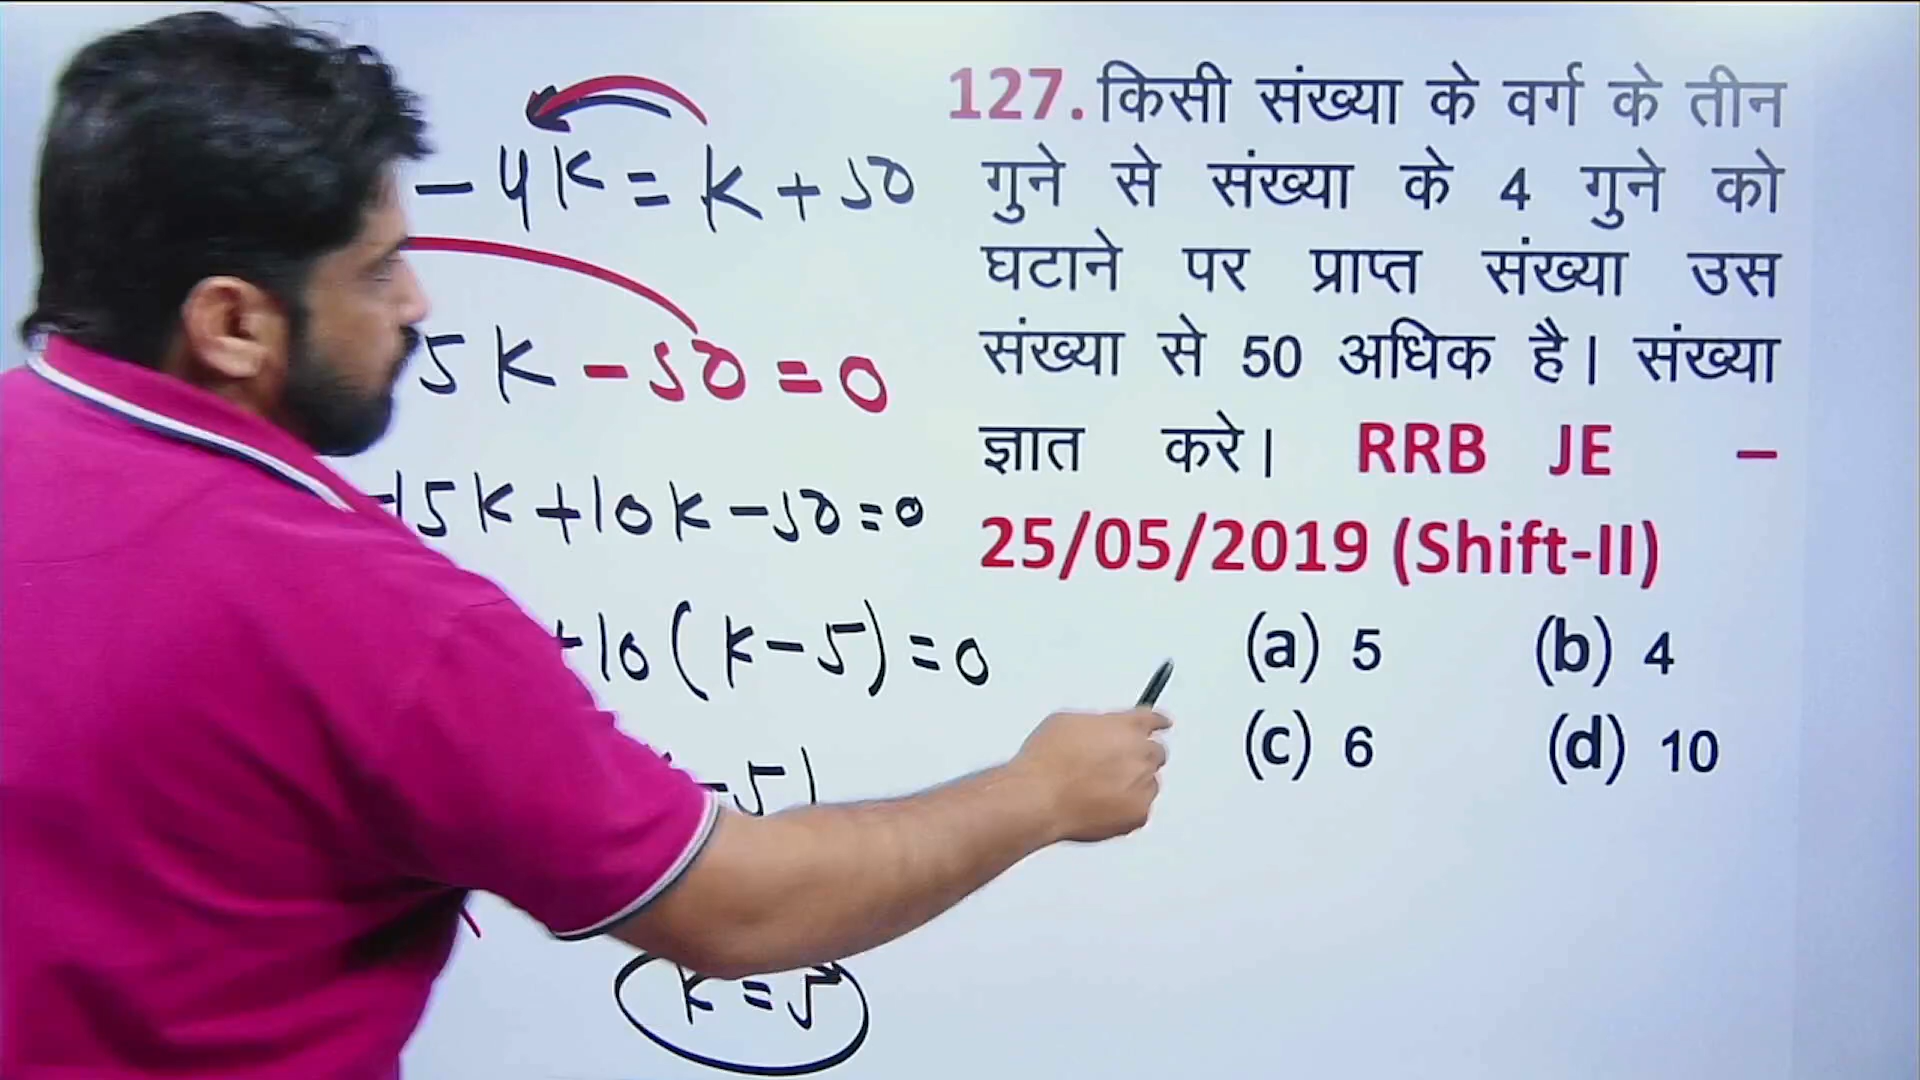 - 4K = K + 50
5K - 50 = 0
15K + 10K - 50 = 0
+10 (K - 5) = 0
- 5)
K = 5
127. किसी संख्या के वर्ग के तीन
गुने से संख्या के 4 गुने को
घटाने पर प्राप्त संख्या उस
संख्या से 50 अधिक है। संख्या
ज्ञात करे। RRB JE –
25/05/2019 (Shift-II)
(a) 5 (b) 4
(c) 6 (d) 10